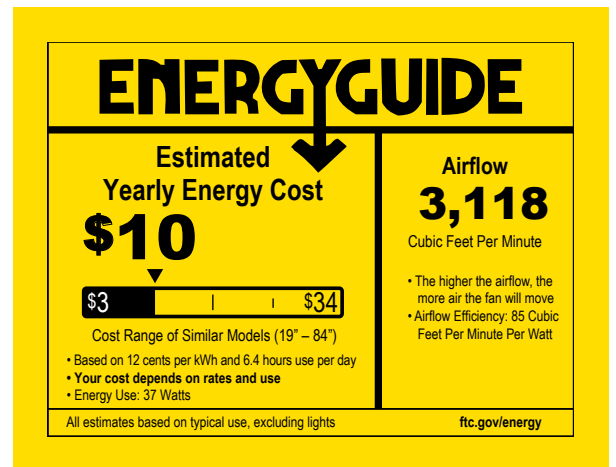 ENERGYGUIDE
Estimated
Yearly Energy Cost
$10
$3 $34
Cost Range of Similar Models (19” – 84”)
• Based on 12 cents per kWh and 6.4 hours use per day
• Your cost depends on rates and use
• Energy Use: 37 Watts
Airflow
3,118
Cubic Feet Per Minute
• The higher the airflow, the
more air the fan will move
• Airflow Efficiency: 85 Cubic
Feet Per Minute Per Watt
All estimates based on typical use, excluding lights
ftc.gov/energy